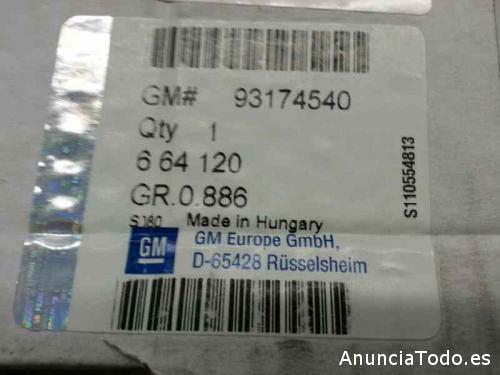 GM# 93174540
Qty 1
6 64 120
GR.0.886
Made in Hungary
GM
GM Europe GmbH,
D-65428 Rüsselsheim
S110554813
AnunciaTodo.es